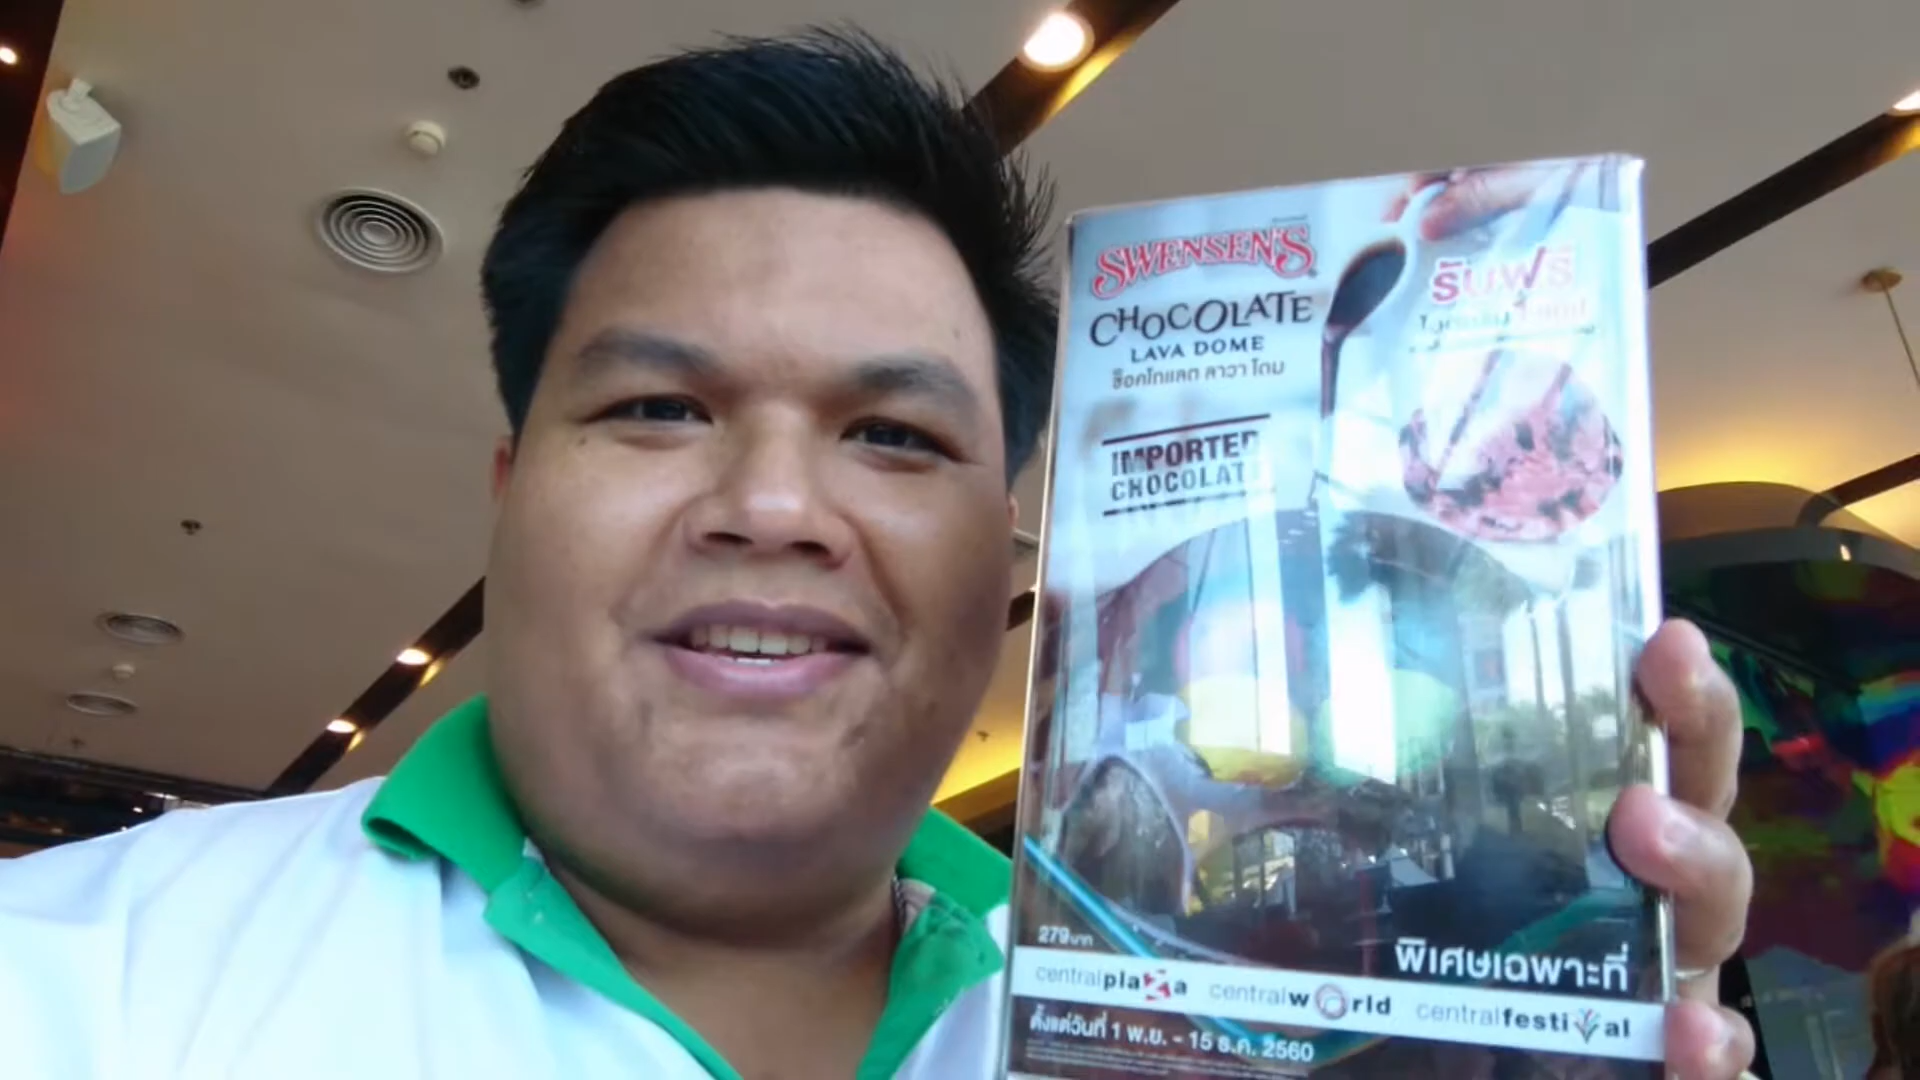 SWENSEN'S
CHOCOLATE
LAVA DOME
ช็อคโกแลต ลาวา โดม
รับฟรี
IMPORTED
CHOCOLAT
279บาท
พิเศษเฉพาะที่
centralplaza centralworld centralfestival
ตั้งแต่วันที่ 1 พ.ย. - 15 ธ.ค. 2560